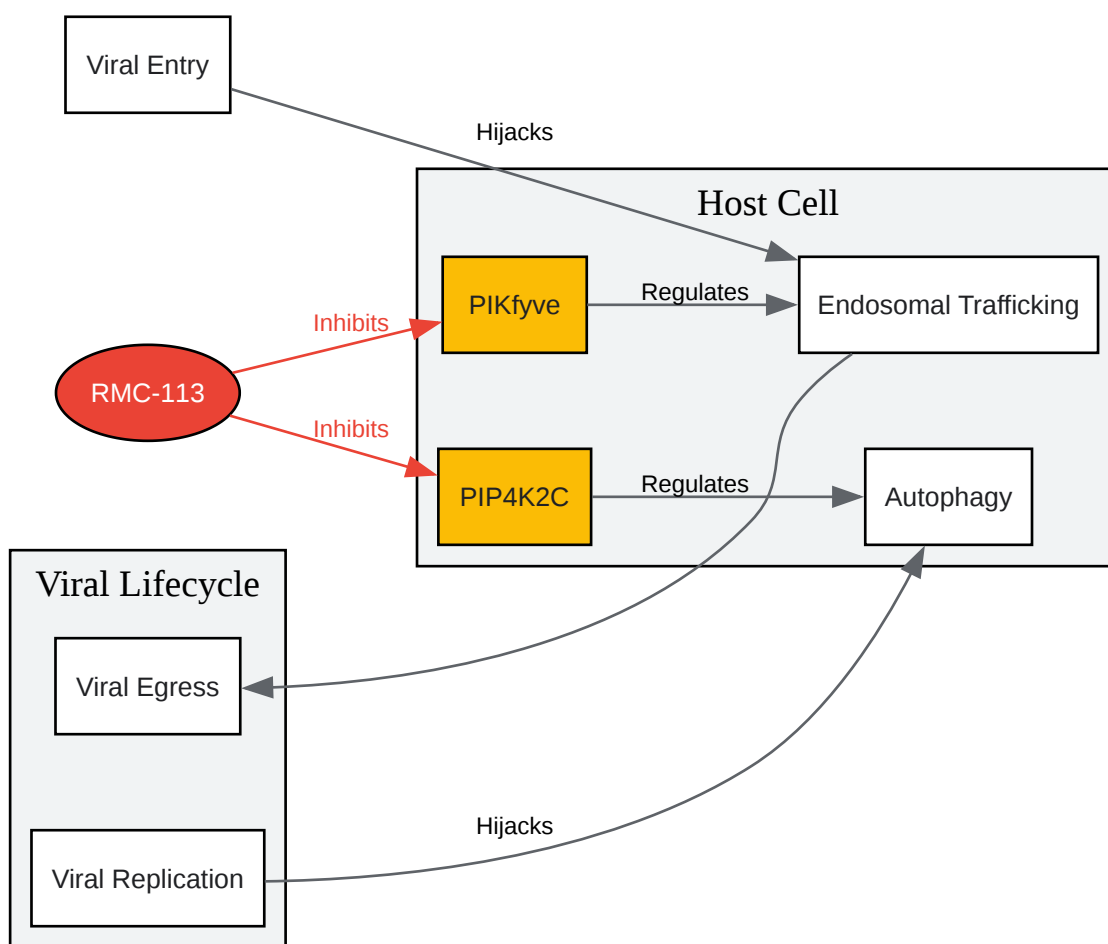 Viral Entry
Hijacks
Host Cell
PIKfyve
Regulates
Endosomal Trafficking
Inhibits
RMC-113
Inhibits
PIP4K2C
Regulates
Autophagy
Viral Lifecycle
Viral Egress
Hijacks
Viral Replication